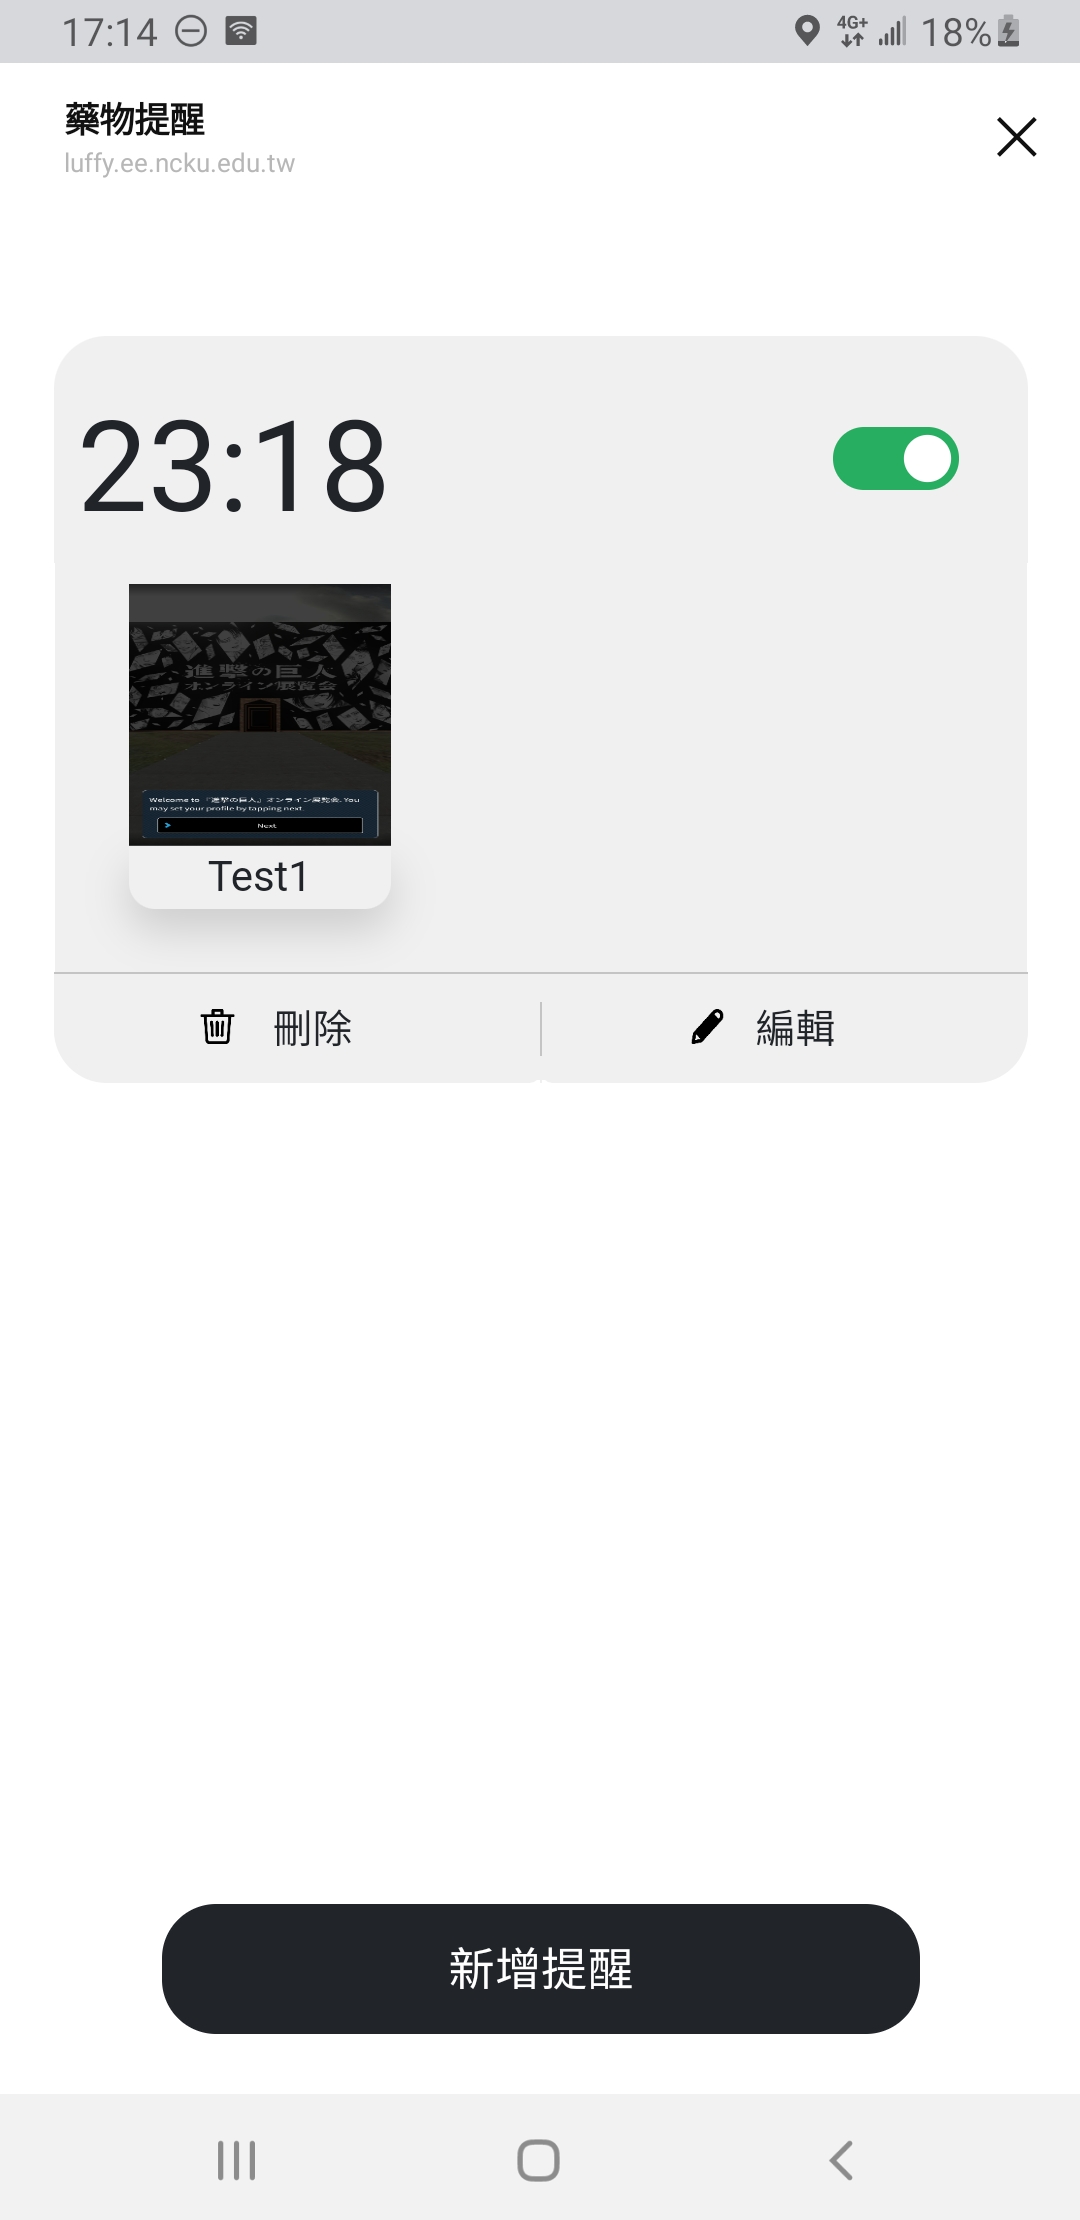 17:14
4G+ 18%
藥物提醒
luffy.ee.ncku.edu.tw
23:18
進撃の巨人
オンライン展覧会
Welcome to 『進撃の巨人』オンライン展覧会. You
may set your profile by tapping next.
Next
Test1
刪除 編輯
新增提醒